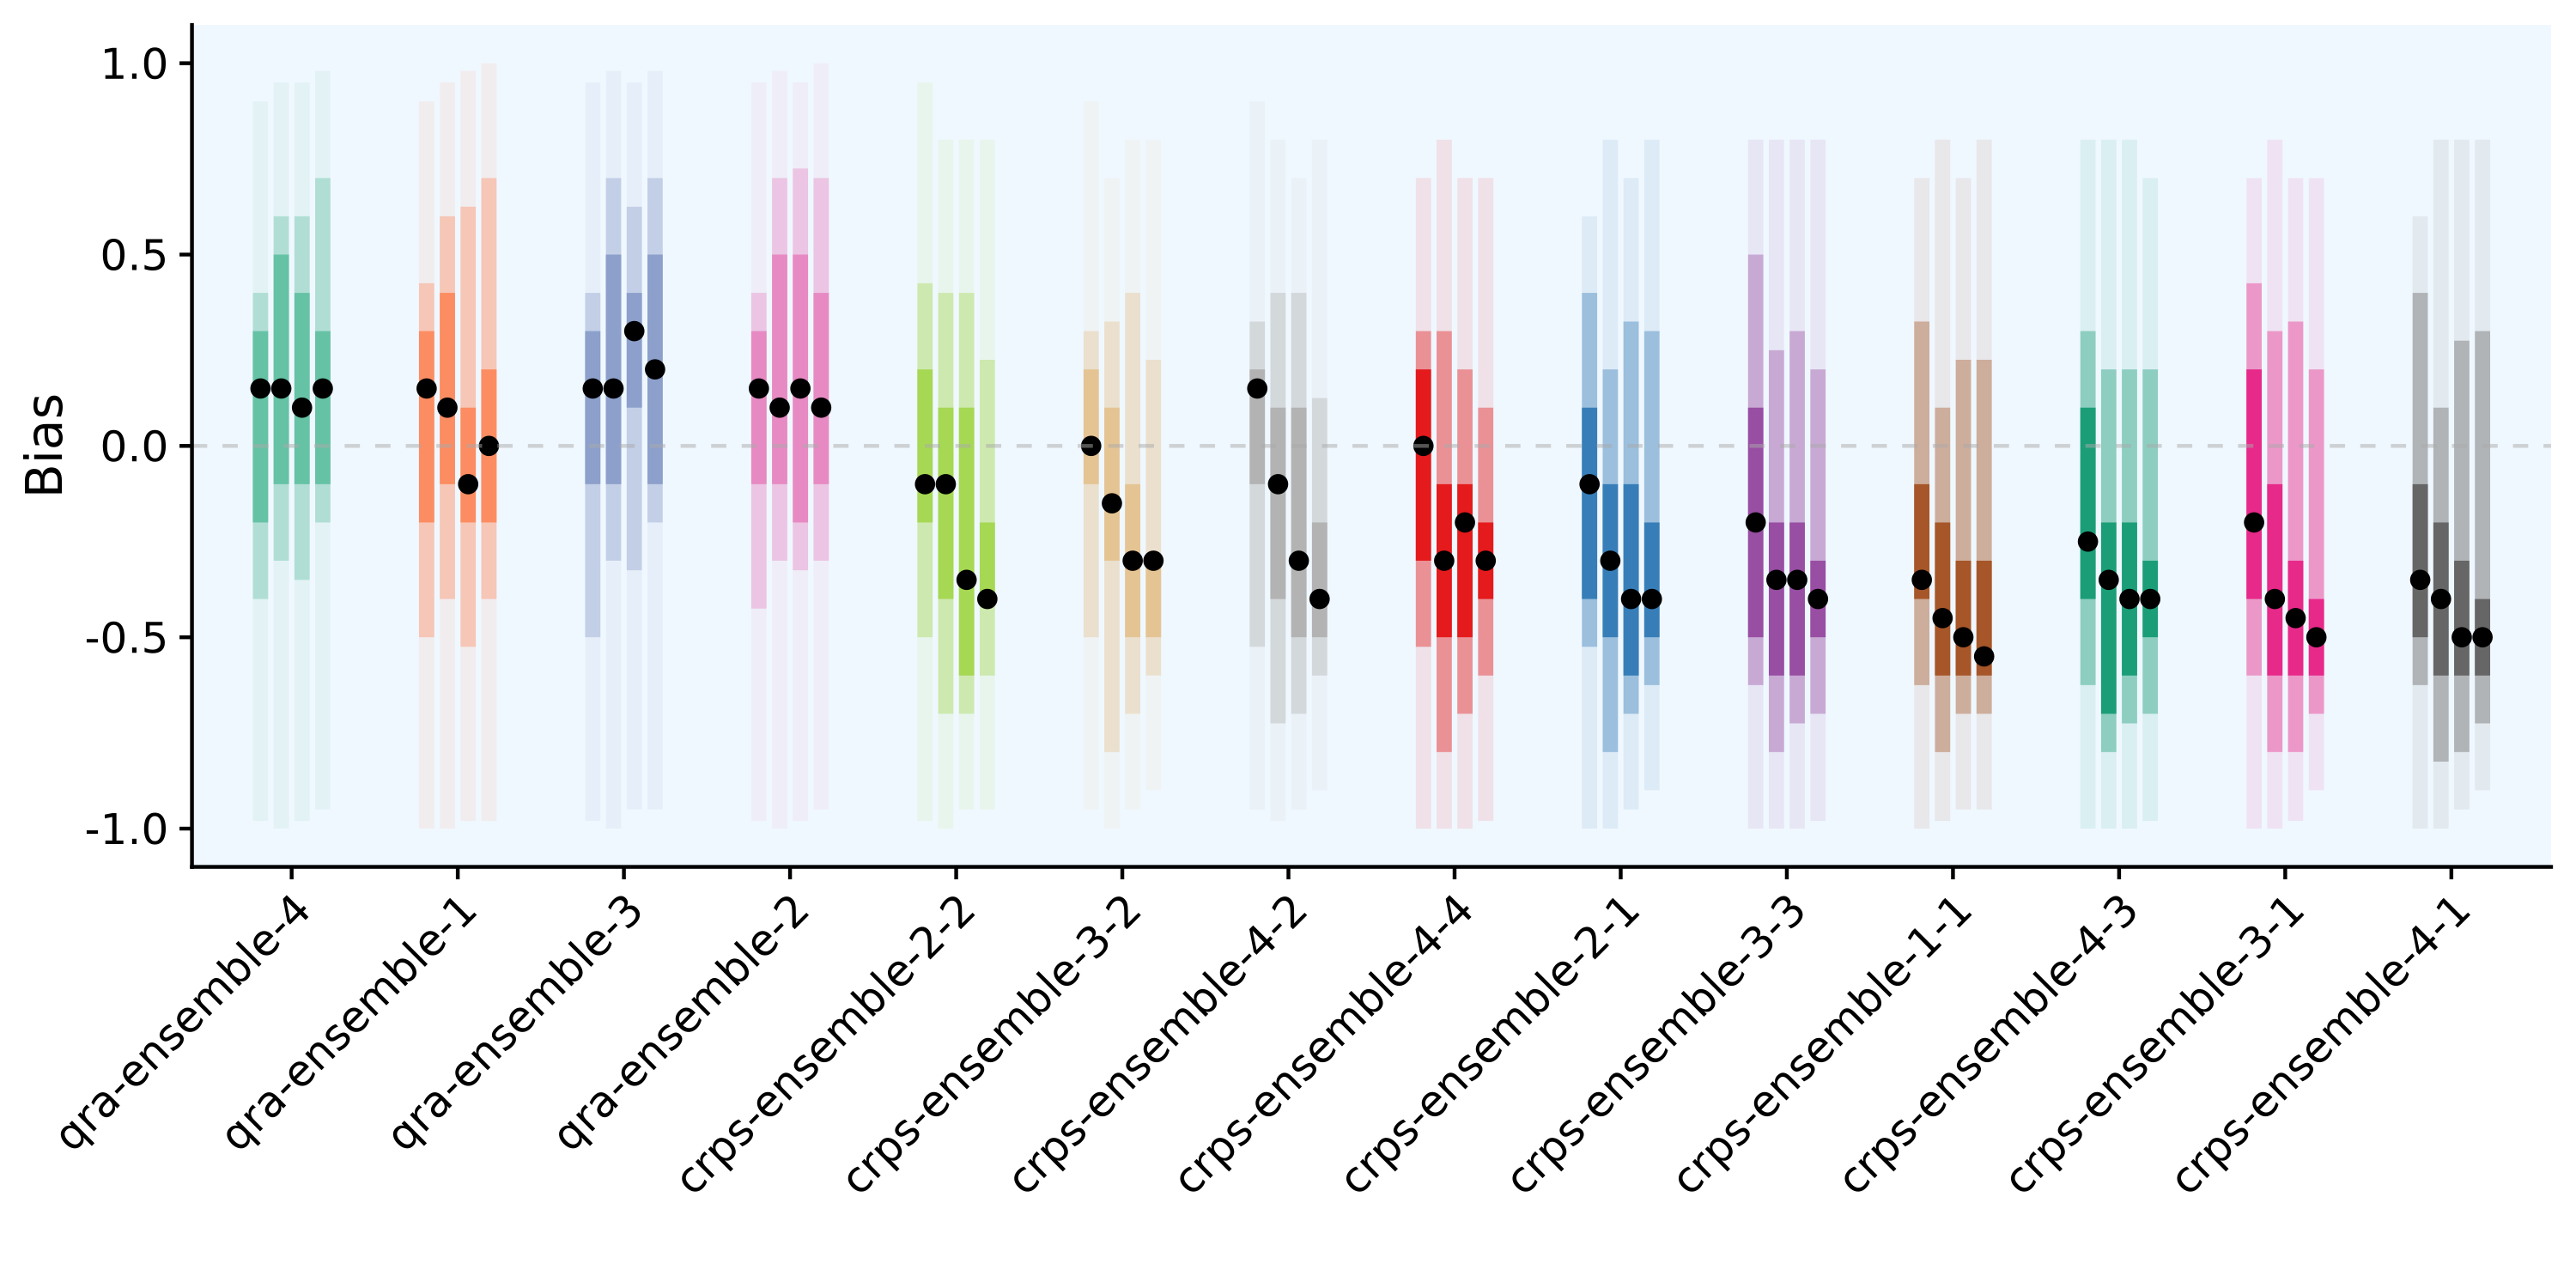 Bias
1.0
0.5
0.0
-0.5
-1.0
qra-ensemble-4
qra-ensemble-1
qra-ensemble-3
qra-ensemble-2
crps-ensemble-2-2
crps-ensemble-3-2
crps-ensemble-4-2
crps-ensemble-4-4
crps-ensemble-2-1
crps-ensemble-3-3
crps-ensemble-1-1
crps-ensemble-4-3
crps-ensemble-3-1
crps-ensemble-4-1